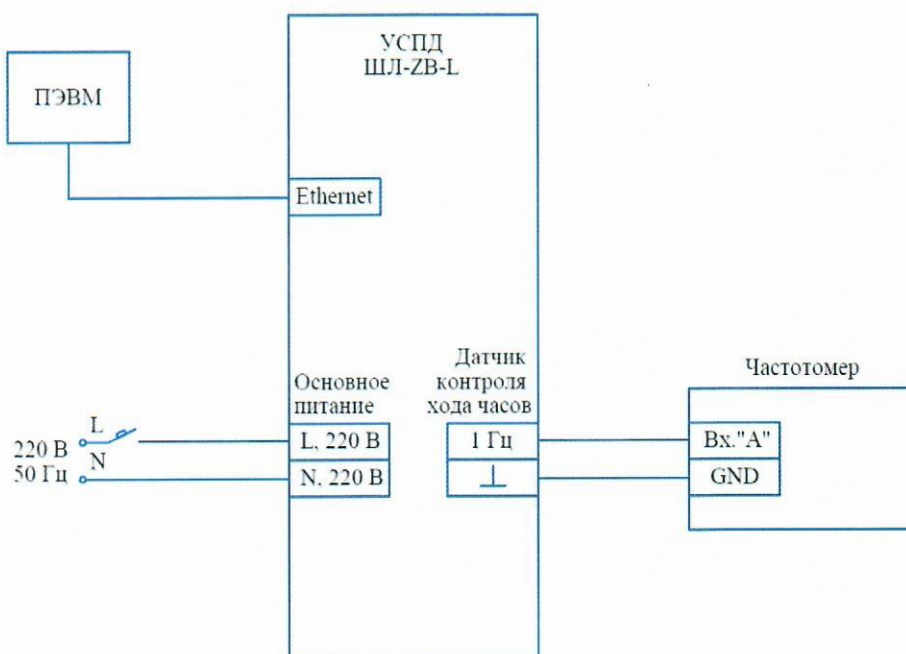 УСПД
ШЛ-ZB-L
ПЭВМ
Ethernet
Основное
питание
Датчик
контроля
хода часов
Частотомер
220 В
50 Гц
L
N
L, 220 В
N, 220 В
1 Гц
⊥
Вх."А"
GND